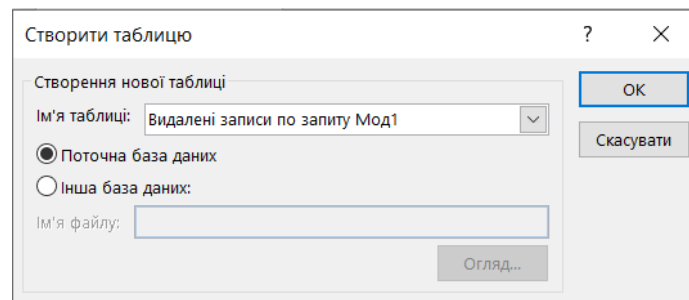 Створити таблицю
?
Створення нової таблиці
ОК
Ім'я таблиці: Видалені записи по запиту Мод1
Скасувати
Поточна база даних
Інша база даних:
Ім'я файлу:
Огляд...